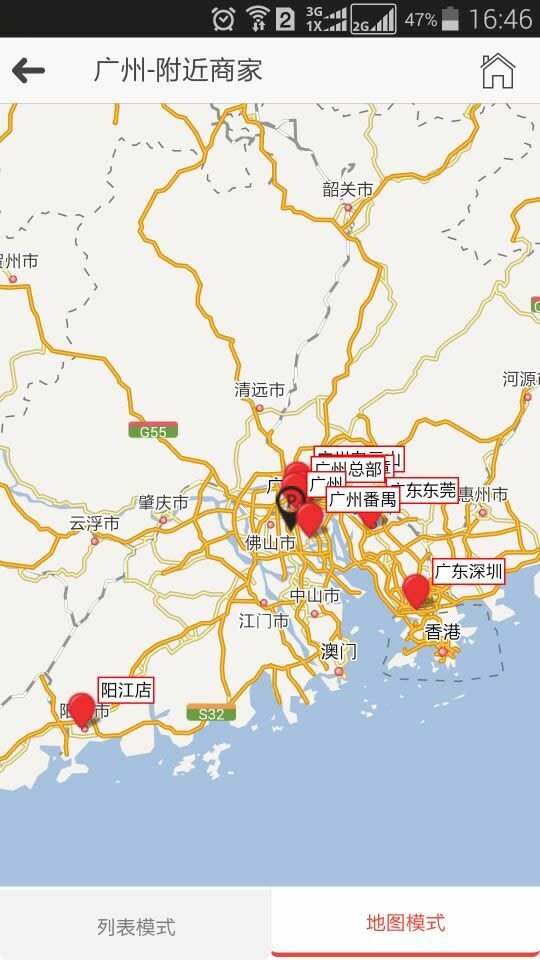 3G
1X
2
2G
47%
16:46
广州-附近商家
韶关市
州市
河源
清远市
G55
广州总部
广州
广东东莞
广州番禺
肇庆市
惠州市
云浮市
佛山市
广东深圳
中山市
江门市
香港
澳门
阳江店
S32
列表模式
地图模式